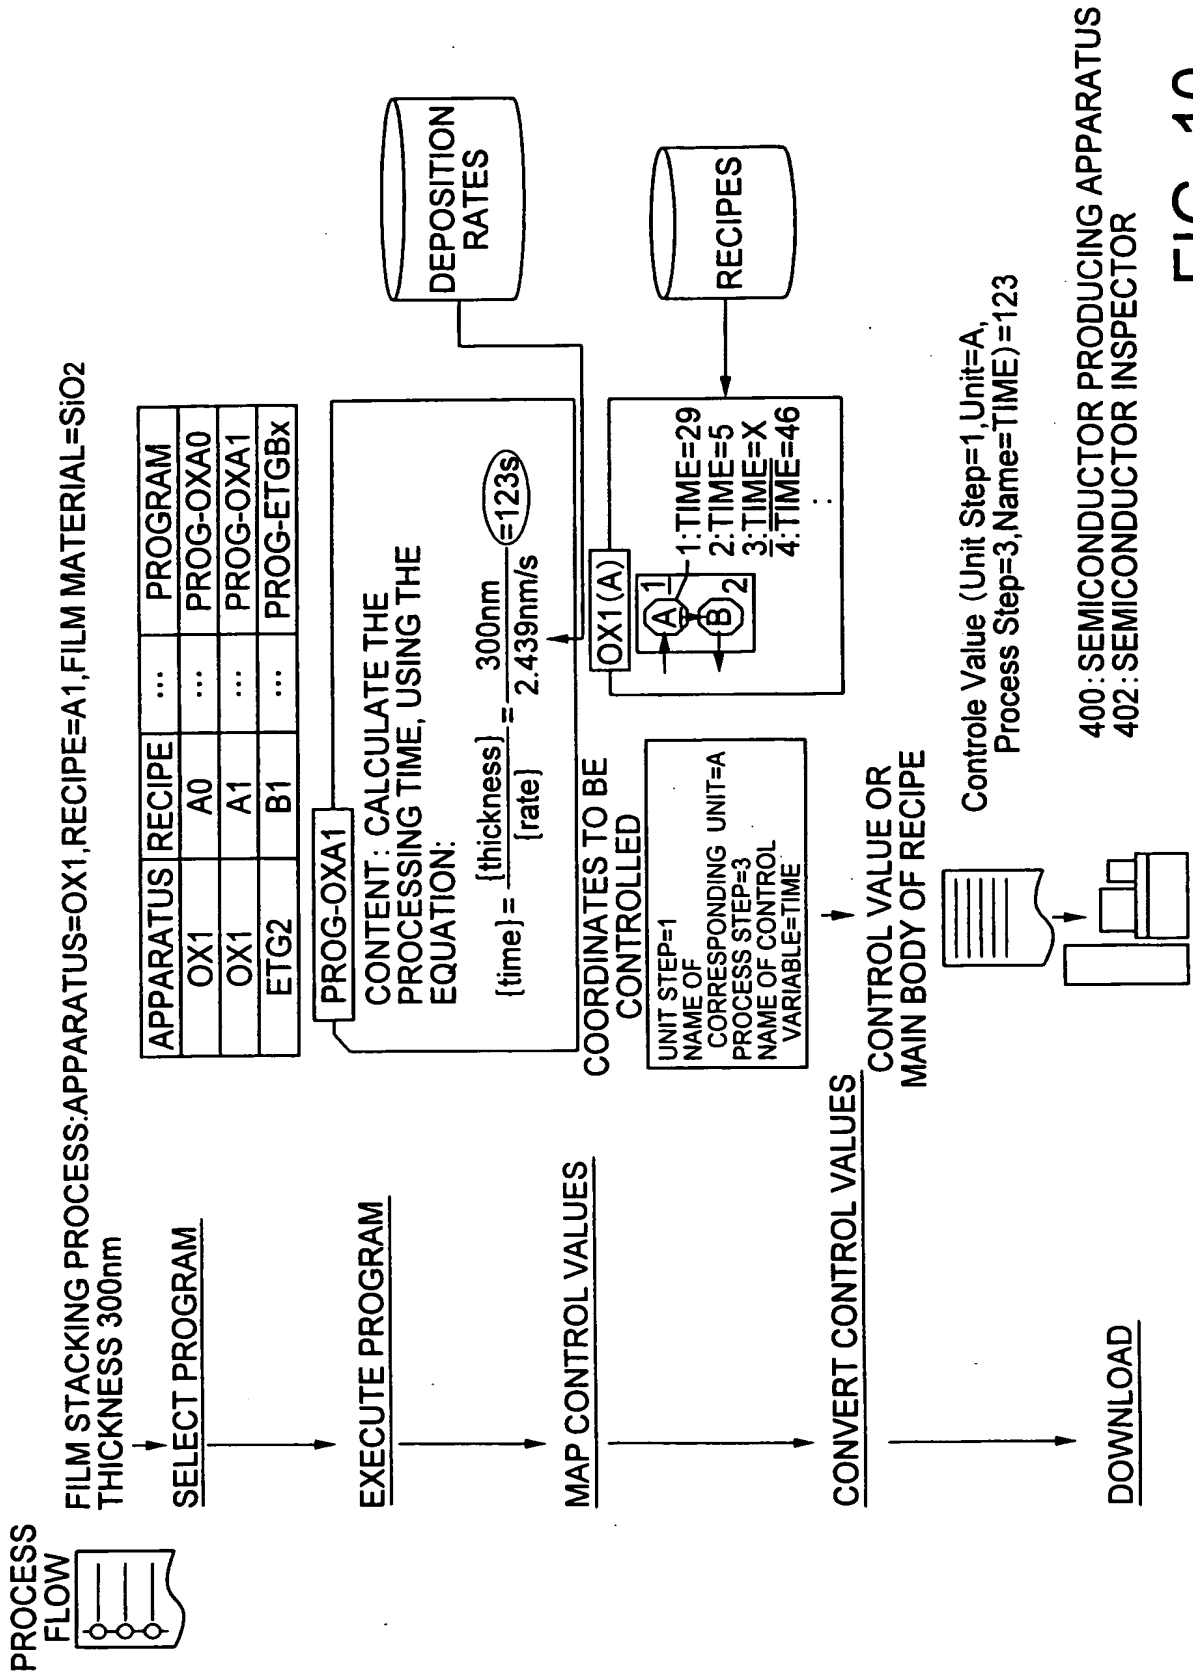 PROCESS
FLOW
FILM STACKING PROCESS:APPARATUS=OX1,RECIPE=A1,FILM MATERIAL=SiO2
THICKNESS 300nm
SELECT PROGRAM
APPARATUS RECIPE ... PROGRAM
OX1 A0 ... PROG-OXA0
OX1 A1 ... PROG-OXA1
ETG2 B1 ... PROG-ETGBx
EXECUTE PROGRAM
PROG-OXA1
CONTENT: CALCULATE THE
PROCESSING TIME, USING THE
EQUATION:
{time} = {thickness} / {rate} = 300nm / 2.439nm/s =123s
DEPOSITION
RATES
MAP CONTROL VALUES
COORDINATES TO BE
CONTROLLED
UNIT STEP=1
NAME OF
CORRESPONDING UNIT=A
PROCESS STEP=3
NAME OF CONTROL
VARIABLE=TIME
OX1(A)
A 1
B 2
1:TIME=29
2:TIME=5
3:TIME=X
4:TIME=46
:
RECIPES
CONVERT CONTROL VALUES
CONTROL VALUE OR
MAIN BODY OF RECIPE
Controle Value (Unit Step=1,Unit=A,
Process Step=3,Name=TIME)=123
DOWNLOAD
400:SEMICONDUCTOR PRODUCING APPARATUS
402:SEMICONDUCTOR INSPECTOR